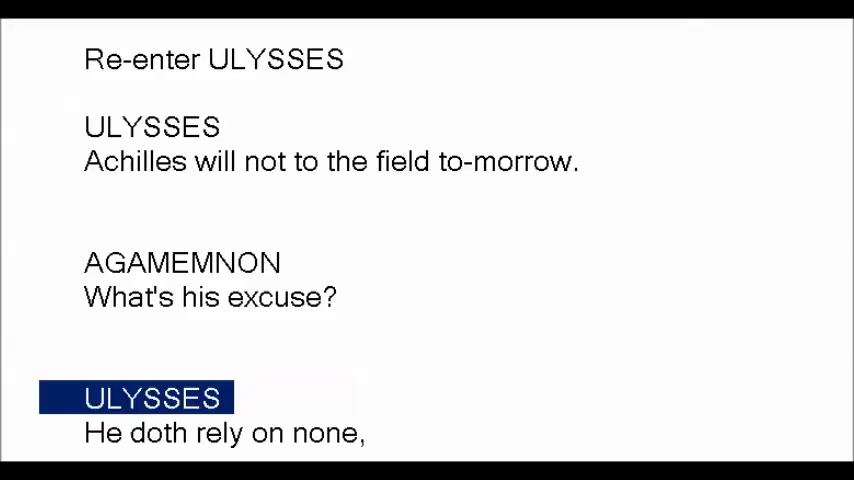 Re-enter ULYSSES
ULYSSES
Achilles will not to the field to-morrow.
AGAMEMNON
What's his excuse?
ULYSSES
He doth rely on none,